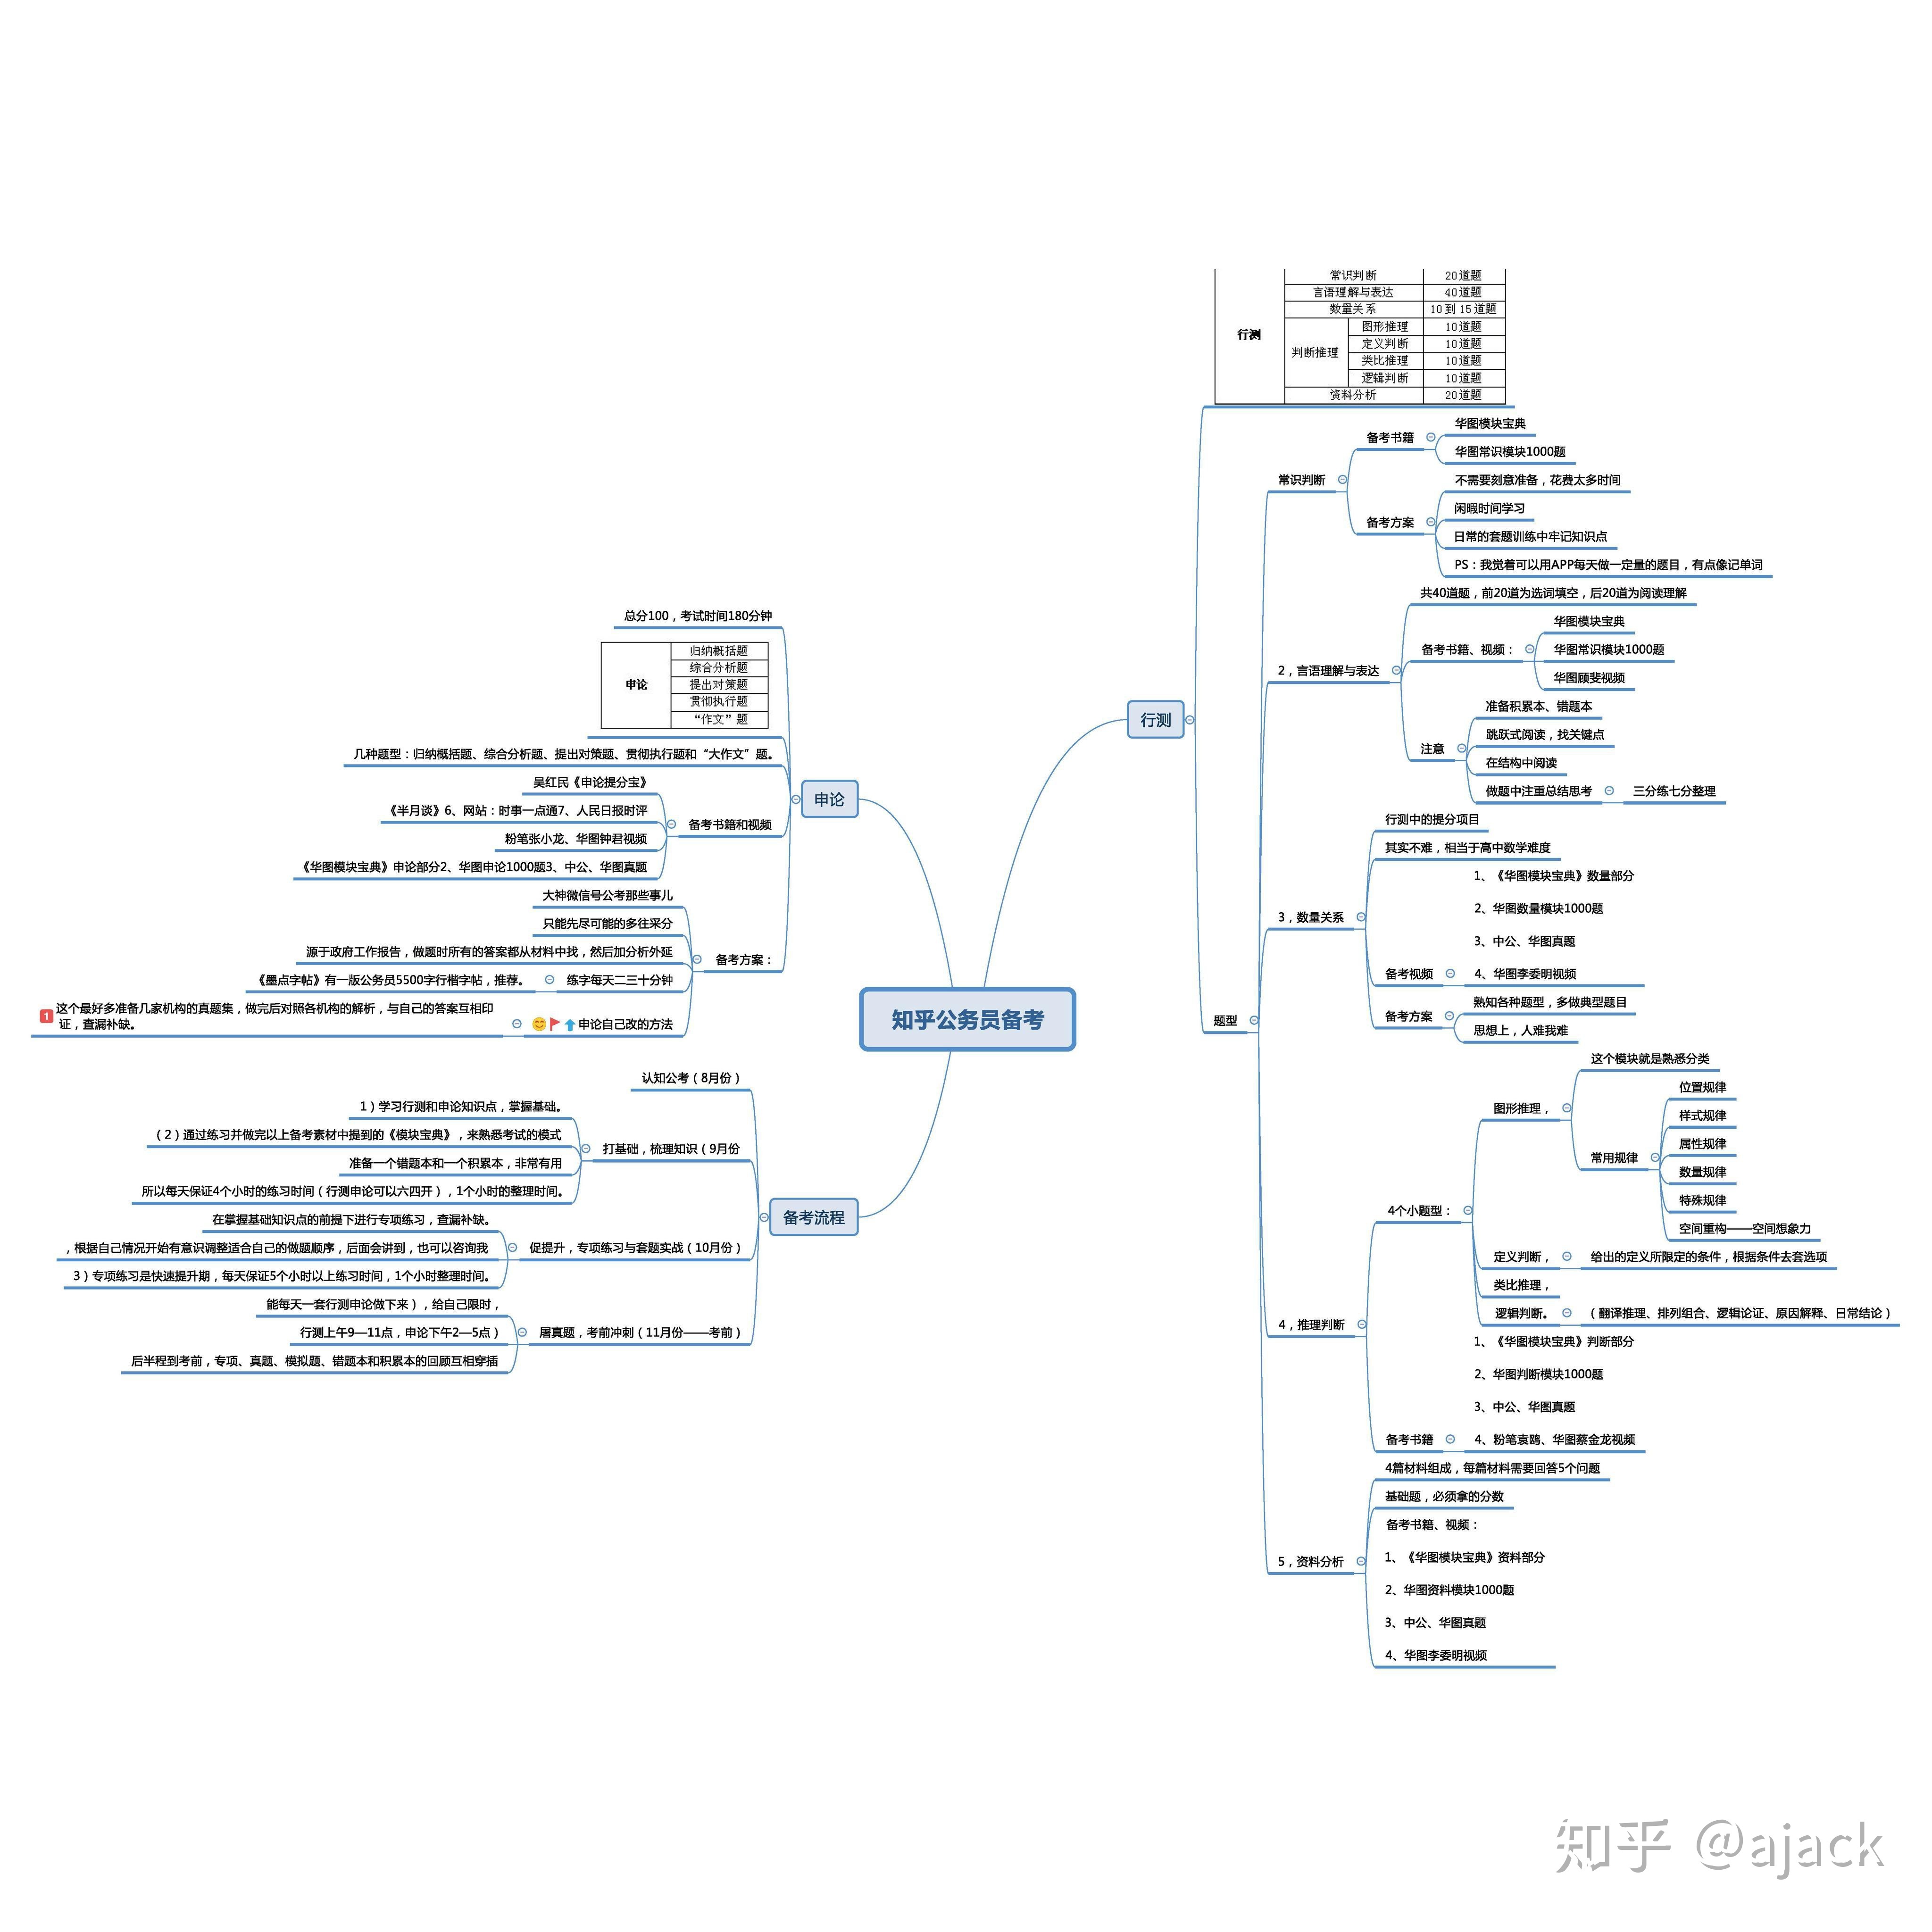 知乎公务员备考
申论
总分100，考试时间180分钟
申论
归纳概括题
综合分析题
提出对策题
贯彻执行题
“作文”题
几种题型：归纳概括题、综合分析题、提出对策题、贯彻执行题和“大作文”题。
备考书籍和视频
吴红民《申论提分宝》
《半月谈》6、网站：时事一点通7、人民日报时评
粉笔张小龙、华图钟君视频
《华图模块宝典》申论部分2、华图申论1000题3、中公、华图真题
备考方案：
大神微信号公考那些事儿
只能先尽可能的多往采分
源于政府工作报告，做题时所有的答案都从材料中找，然后加分析外延
练字每天二三十分钟
《墨点字帖》有一版公务员5500字行楷字帖，推荐。
申论自己改的方法
1
这个最好多准备几家机构的真题集，做完后对照各机构的解析，与自己的答案互相印
证，查漏补缺。
备考流程
认知公考（8月份）
打基础，梳理知识（9月份
1）学习行测和申论知识点，掌握基础。
（2）通过练习并做完以上备考素材中提到的《模块宝典》，来熟悉考试的模式
准备一个错题本和一个积累本，非常有用
所以每天保证4个小时的练习时间（行测申论可以六四开），1个小时的整理时间。
促提升，专项练习与套题实战（10月份）
在掌握基础知识点的前提下进行专项练习，查漏补缺。
，根据自己情况开始有意识调整适合自己的做题顺序，后面会讲到，也可以咨询我
3）专项练习是快速提升期，每天保证5个小时以上练习时间，1个小时整理时间。
屠真题，考前冲刺（11月份——考前）
能每天一套行测申论做下来），给自己限时，
行测上午9—11点，申论下午2—5点）
后半程到考前，专项、真题、模拟题、错题本和积累本的回顾互相穿插
行测
行测
常识判断 20道题
言语理解与表达 40道题
数量关系 10到15道题
判断推理
图形推理 10道题
定义判断 10道题
类比推理 10道题
逻辑判断 10道题
资料分析 20道题
题型
常识判断
备考书籍
华图模块宝典
华图常识模块1000题
备考方案
不需要刻意准备，花费太多时间
闲暇时间学习
日常的套题训练中牢记知识点
PS：我觉着可以用APP每天做一定量的题目，有点像记单词
2，言语理解与表达
共40道题，前20道为选词填空，后20道为阅读理解
备考书籍、视频：
华图模块宝典
华图常识模块1000题
华图顾斐视频
注意
准备积累本、错题本
跳跃式阅读，找关键点
在结构中阅读
做题中注重总结思考
三分练七分整理
3，数量关系
行测中的提分项目
其实不难，相当于高中数学难度
备考视频
1、《华图模块宝典》数量部分
2、华图数量模块1000题
3、中公、华图真题
4、华图李委明视频
备考方案
熟知各种题型，多做典型题目
思想上，人难我难
4，推理判断
4个小题型：
图形推理，
这个模块就是熟悉分类
常用规律
位置规律
样式规律
属性规律
数量规律
特殊规律
空间重构——空间想象力
定义判断，
给出的定义所限定的条件，根据条件去套选项
类比推理，
逻辑判断。
（翻译推理、排列组合、逻辑论证、原因解释、日常结论）
备考书籍
1、《华图模块宝典》判断部分
2、华图判断模块1000题
3、中公、华图真题
4、粉笔袁鸥、华图蔡金龙视频
5，资料分析
4篇材料组成，每篇材料需要回答5个问题
基础题，必须拿的分数
备考书籍、视频：
1、《华图模块宝典》资料部分
2、华图资料模块1000题
3、中公、华图真题
4、华图李委明视频
知乎 @ajack